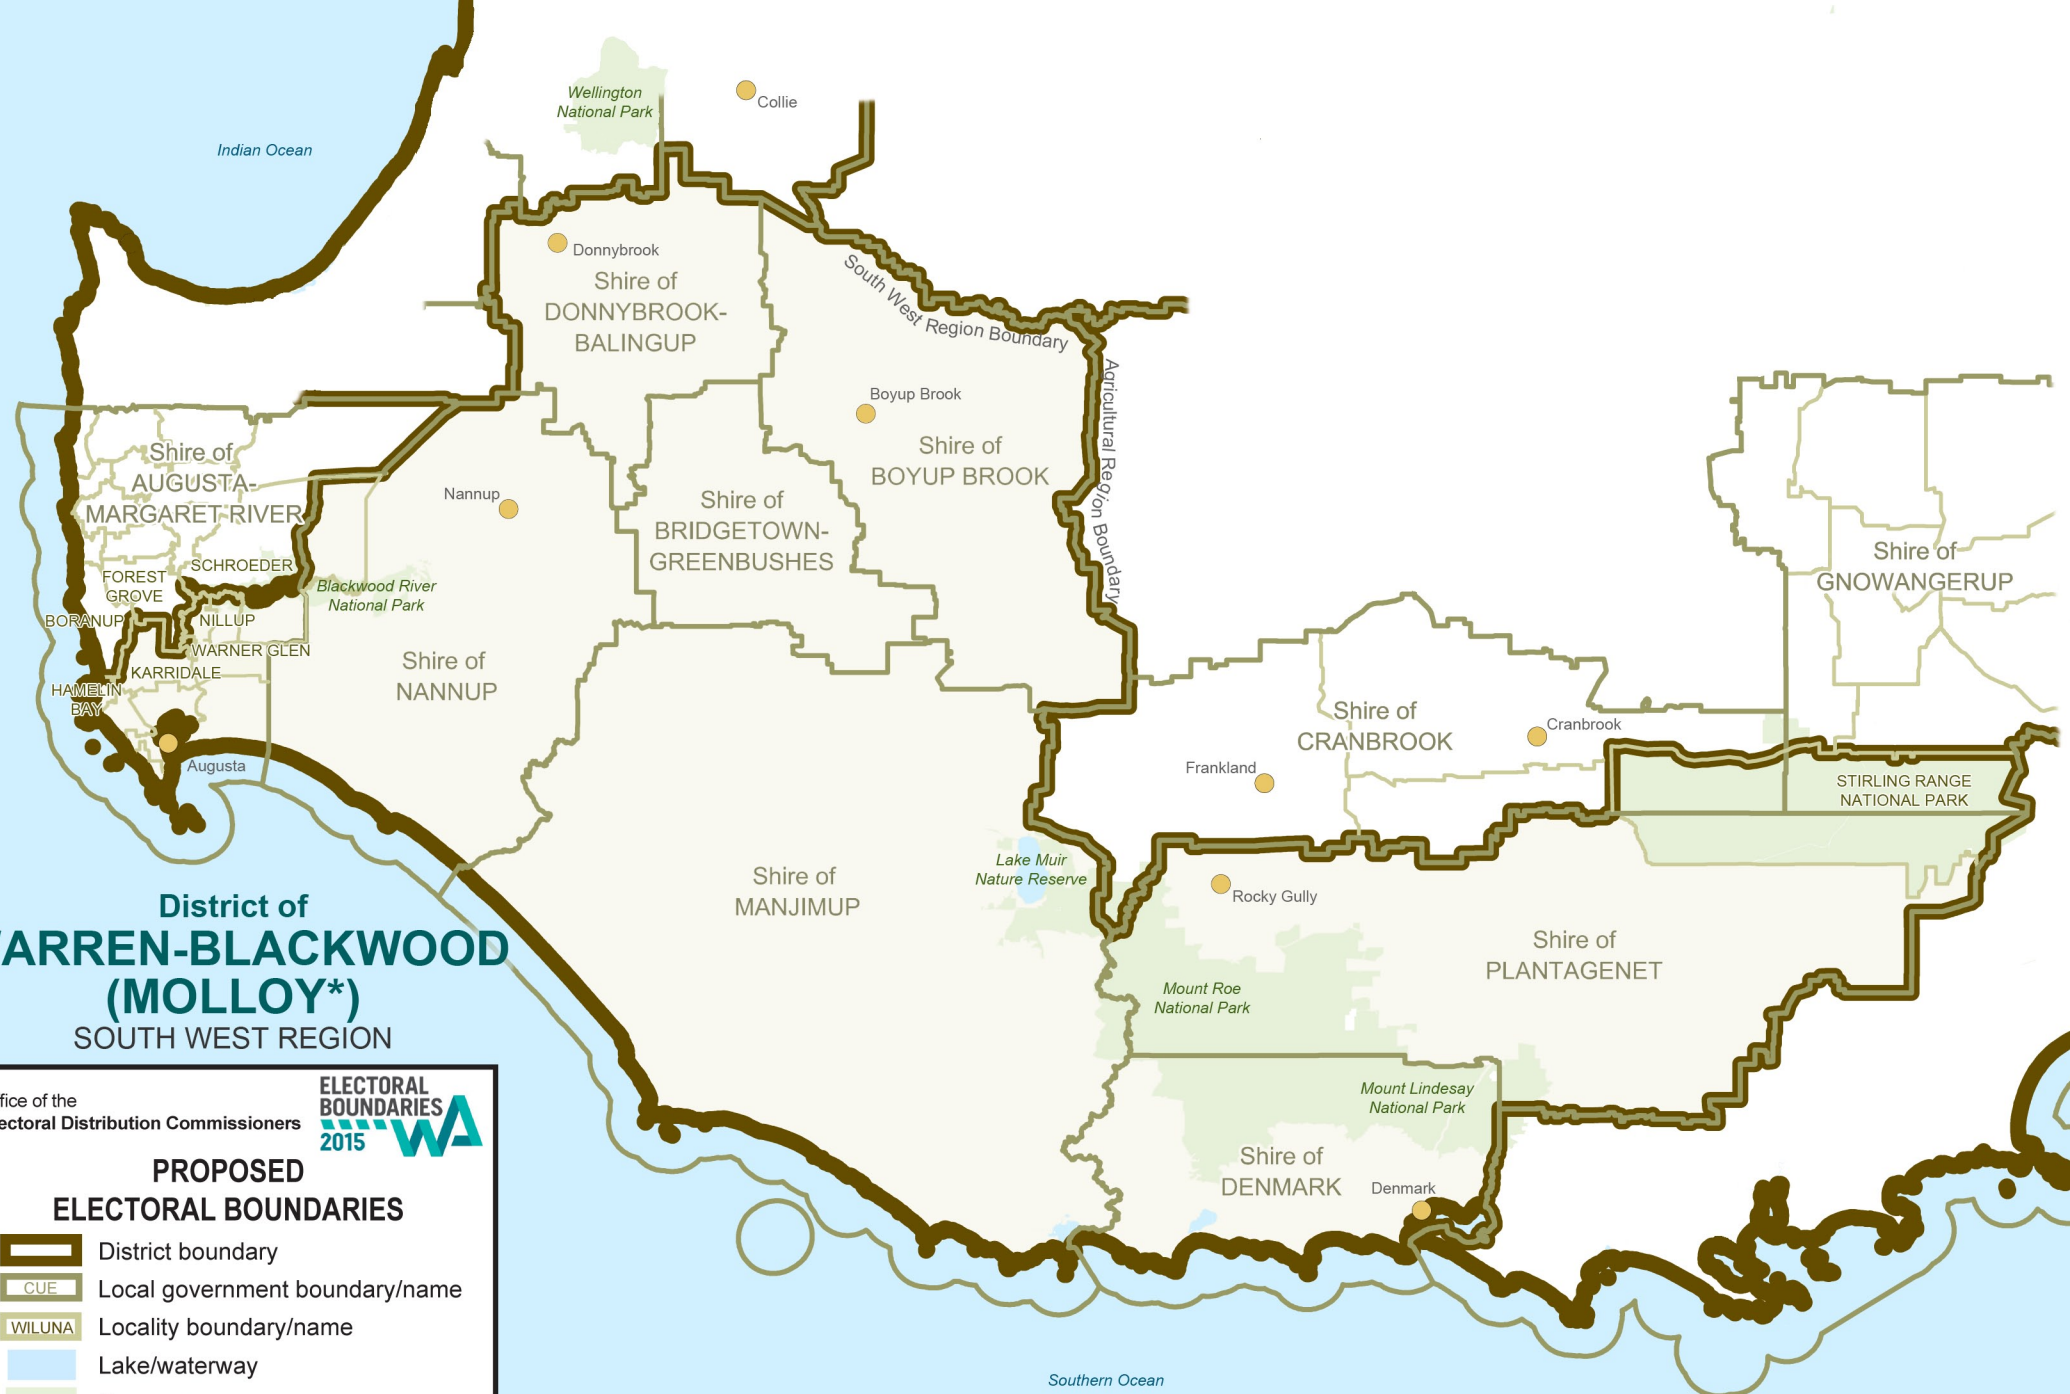 Wellington
National Park
Collie
Indian Ocean
Donnybrook
Shire of
DONNYBROOK-
BALINGUP
South West Region Boundary
Agricultural Region Boundary
Boyup Brook
Shire of
BOYUP BROOK
Shire of
AUGUSTA-
MARGARET RIVER
Nannup
Shire of
BRIDGETOWN-
GREENBUSHES
Shire of
GNOWANGERUP
SCHROEDER
FOREST
GROVE
Blackwood River
National Park
BORANUP
NILLUP
WARNER GLEN
KARRIDALE
HAMELIN
BAY
Shire of
NANNUP
Augusta
Shire of
CRANBROOK
Cranbrook
Frankland
STIRLING RANGE
NATIONAL PARK
Lake Muir
Nature Reserve
Shire of
MANJIMUP
Rocky Gully
Shire of
PLANTAGENET
Mount Roe
National Park
Mount Lindesay
National Park
Shire of
DENMARK
Denmark
Southern Ocean
District of
ARREN-BLACKWOOD
(MOLLOY*)
SOUTH WEST REGION
fice of the
ectoral Distribution Commissioners
ELECTORAL
BOUNDARIES
2015 WA
PROPOSED
ELECTORAL BOUNDARIES
District boundary
CUE Local government boundary/name
WILUNA Locality boundary/name
Lake/waterway